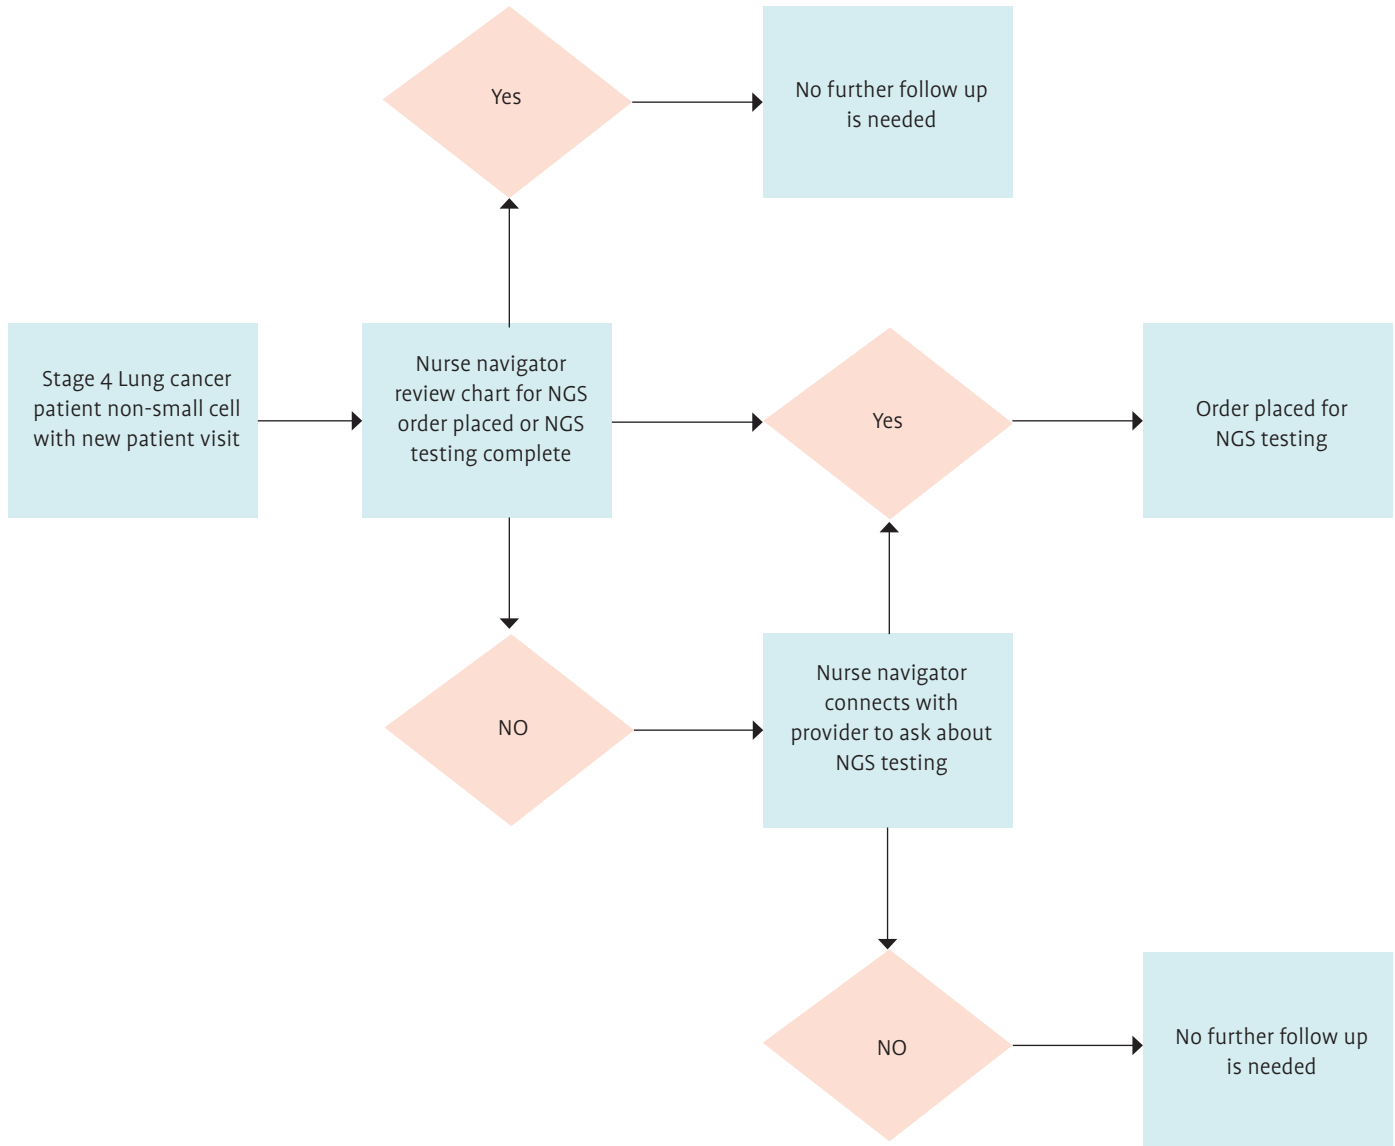 Yes
No further follow up
is needed
Stage 4 Lung cancer
patient non-small cell
with new patient visit
Nurse navigator
review chart for NGS
order placed or NGS
testing complete
Yes
Order placed for
NGS testing
NO
Nurse navigator
connects with
provider to ask about
NGS testing
NO
No further follow up
is needed